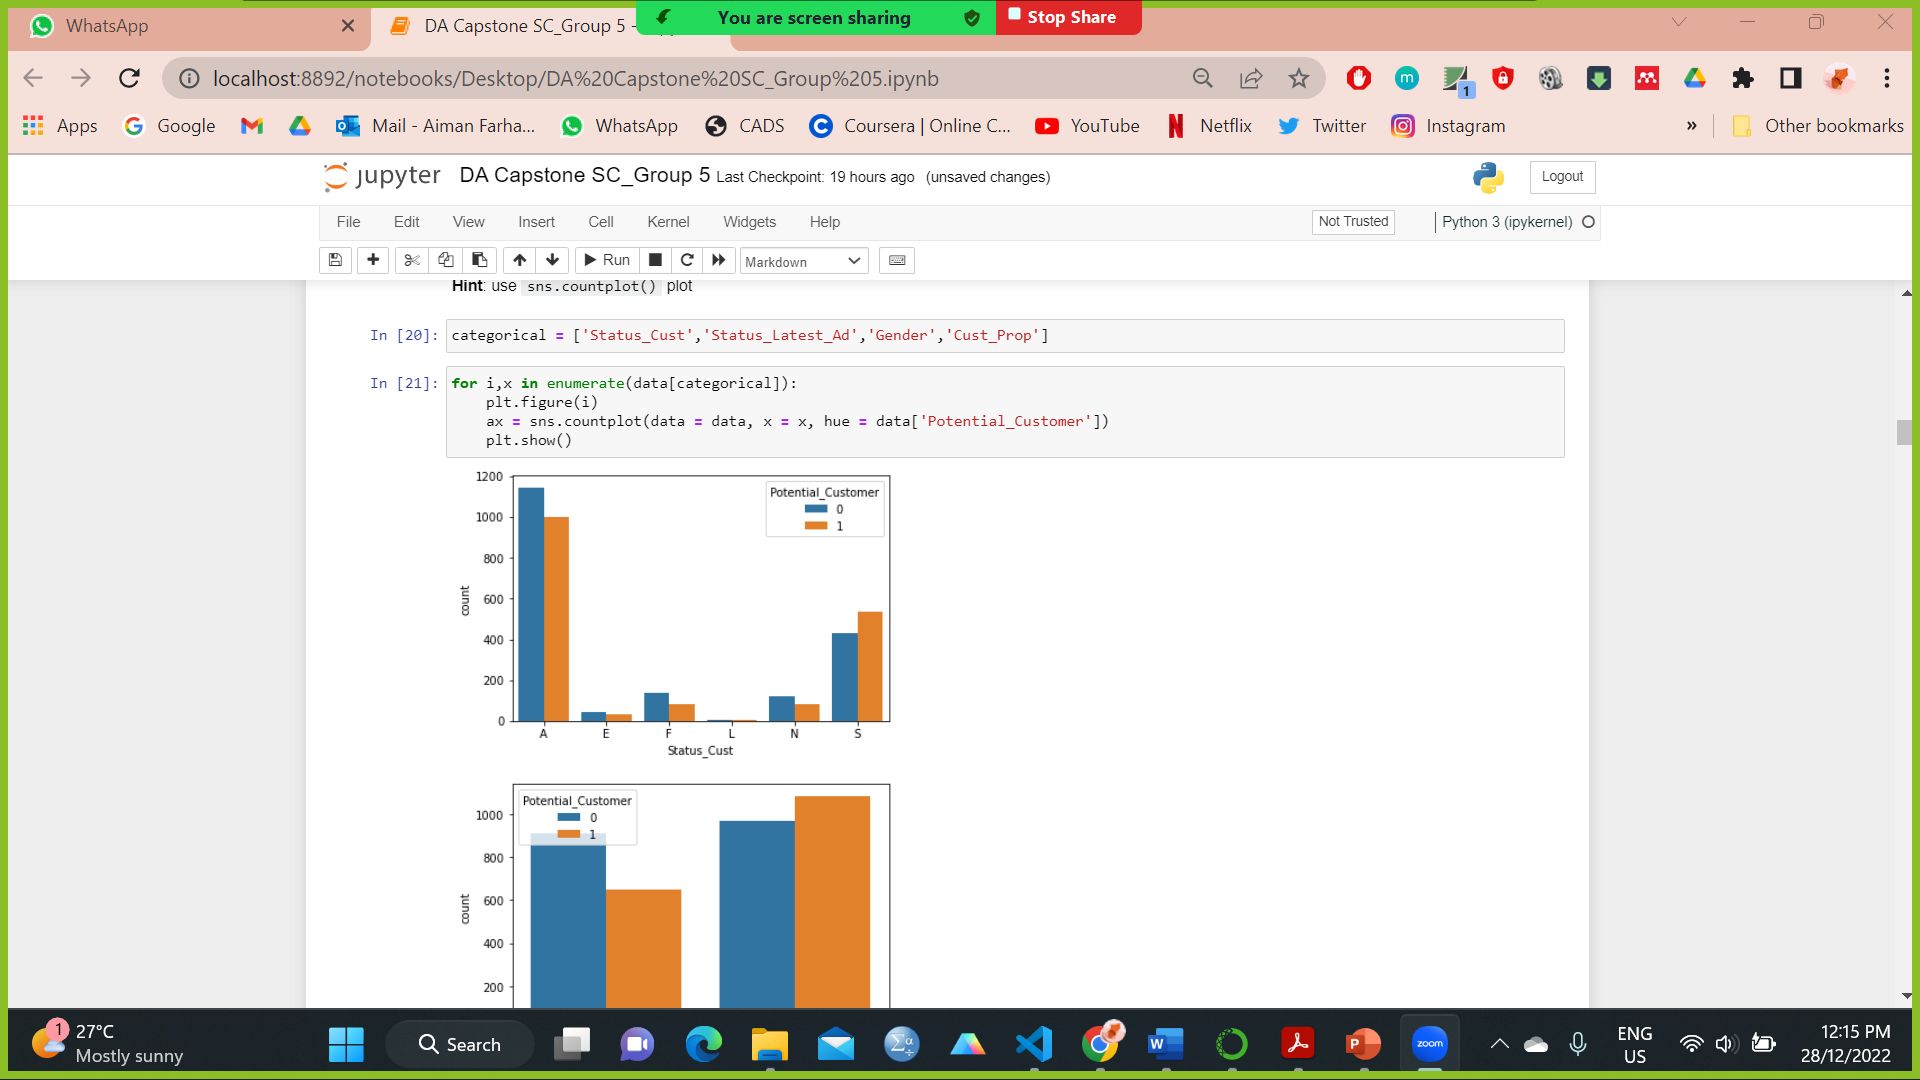 You are screen sharing
Stop Share
WhatsApp
DA Capstone SC_Group 5 -
localhost:8892/notebooks/Desktop/DA%20Capstone%20SC_Group%205.ipynb
m
1
Apps
Google
Mail - Aiman Farha...
WhatsApp
CADS
Coursera | Online C...
YouTube
Netflix
Twitter
Instagram
»
Other bookmarks
jupyter
DA Capstone SC_Group 5 Last Checkpoint: 19 hours ago (unsaved changes)
Logout
File
Edit
View
Insert
Cell
Kernel
Widgets
Help
Not Trusted
Python 3 (ipykernel)
Run
Markdown
Hint: use sns.countplot() plot
In [20]: categorical = ['Status_Cust','Status_Latest_Ad','Gender','Cust_Prop']
In [21]: for i,x in enumerate(data[categorical]):
plt.figure(i)
ax = sns.countplot(data = data, x = x, hue = data['Potential_Customer'])
plt.show()
1200
1000
800
600
400
200
0
count
Potential_Customer
0
1
A E F L N S
Status_Cust
Potential_Customer
0
1
1000
800
600
400
200
count
1
27°C
Mostly sunny
Search
zoom
ENG
US
12:15 PM
28/12/2022